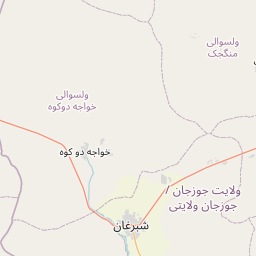 ولسوالی
منگجک
ولسوالی
خواجه دوکوه
خواجه دو کوه
ولایت جوزجان /
جوزجان ولایتی
شبرغان